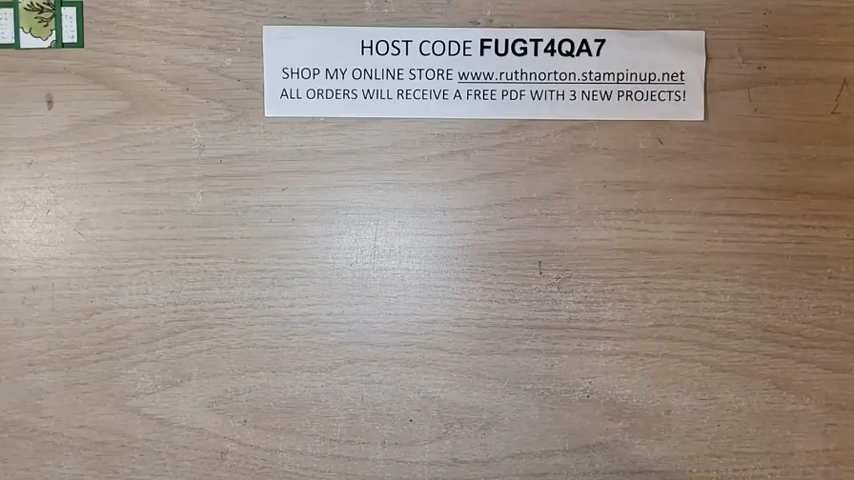 HOST CODE FUGT4QA7
SHOP MY ONLINE STORE www.ruthnorton.stampinup.net
ALL ORDERS WILL RECEIVE A FREE PDF WITH 3 NEW PROJECTS!